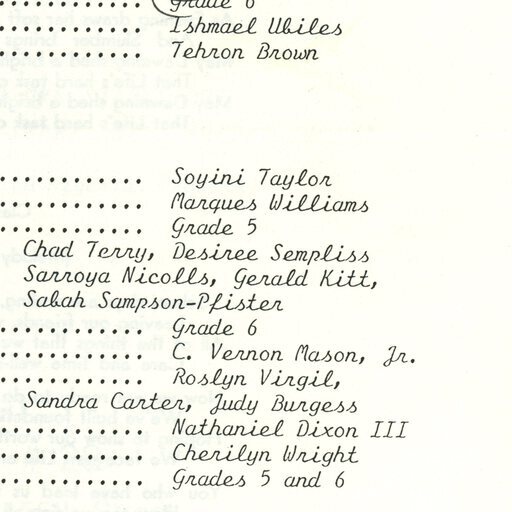 .............. Grade 6
.............. Ishmael Wiles
.............. Tehron Brown
.............. Soyini Taylor
.............. Marques Williams
.............. Grade 5
Chad Terry, Desiree Sempliss
Sarroya Nicolls, Gerald Kitt,
Sabah Sampson-Pfister
.............. Grade 6
.............. C. Vernon Mason, Jr.
.............. Roslyn Virgil,
Sandra Carter, Judy Burgess
.............. Nathaniel Dixon III
.............. Cherilyn Wright
.............. Grades 5 and 6